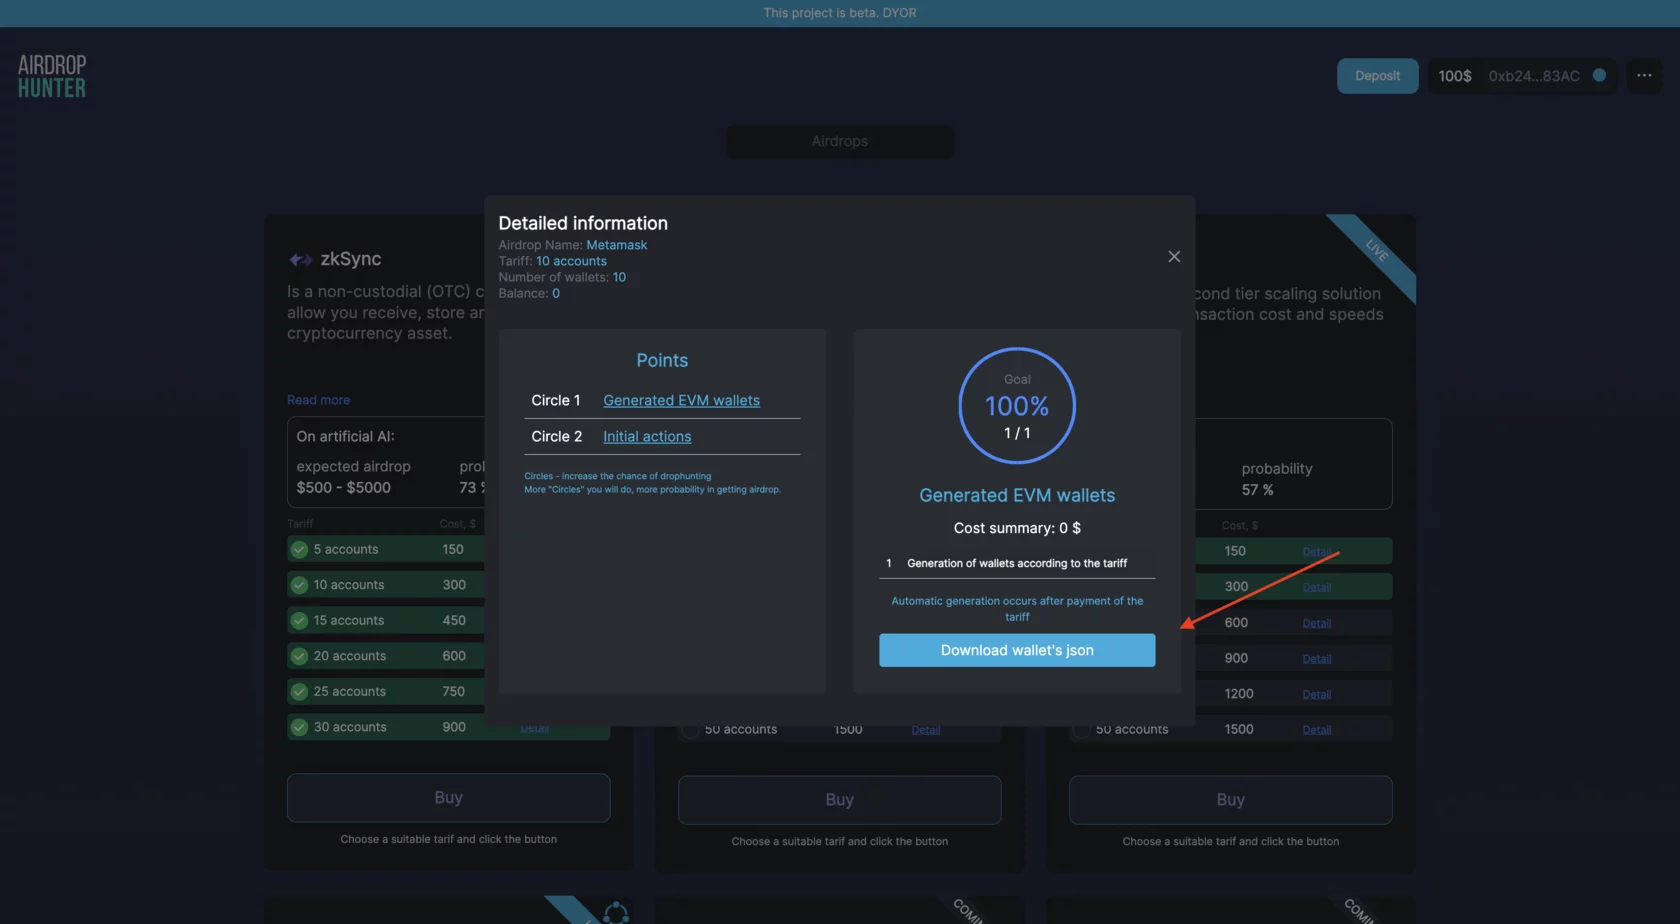 This project is beta. DYOR
AIRDROP
HUNTER
Deposit
100$
0xb24...83AC
...
Airdrops
zkSync
Is a non-custodial (OTC) c
allow you receive, store an
cryptocurrency asset.
Read more
On artificial AI:
expected airdrop
$500 - $5000
73 %
Tariff Cost, $
5 accounts 150
10 accounts 300
15 accounts 450
20 accounts 600
25 accounts 750
30 accounts 900 Detail
Buy
Choose a suitable tarif and click the button
Detailed information
Airdrop Name: Metamask
Tariff: 10 accounts
Number of wallets: 10
Balance: 0
Points
Circle 1 Generated EVM wallets
Circle 2 Initial actions
Circles - increase the chance of drophunting
More "Circles" you will do, more probability in getting airdrop.
Goal
100%
1 / 1
Generated EVM wallets
Cost summary: 0 $
1 Generation of wallets according to the tariff
Automatic generation occurs after payment of the
tariff
Download wallet's json
50 accounts 1500 Detail
Buy
Choose a suitable tarif and click the button
LIVE
cond tier scaling solution
nsaction cost and speeds
probability
57 %
Cost, $
150 Detail
300 Detail
600 Detail
900 Detail
1200 Detail
50 accounts 1500 Detail
Buy
Choose a suitable tarif and click the button